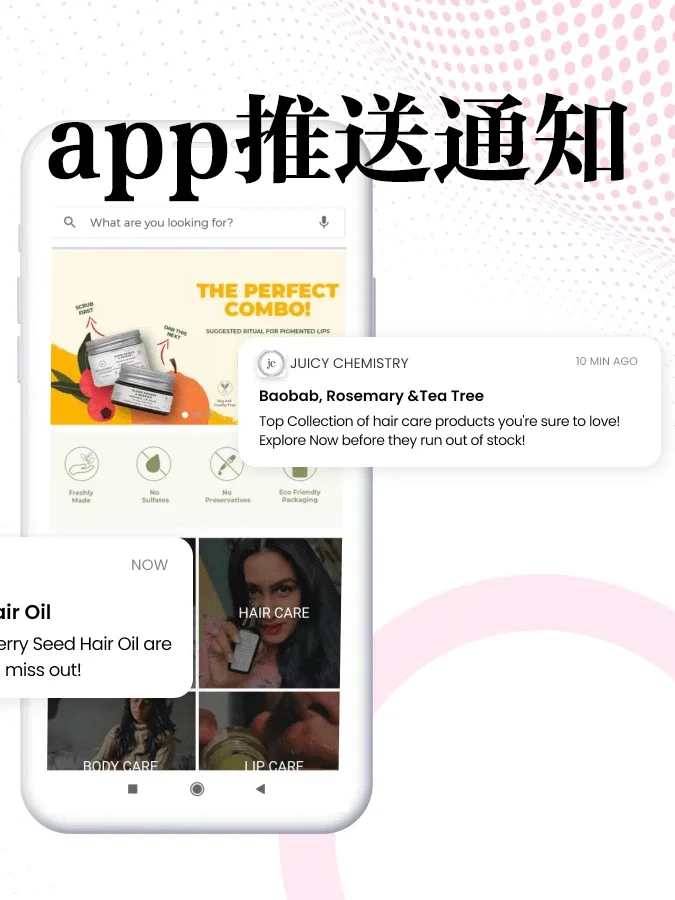 app推送通知
What are you looking for?
THE PERFECT
COMBO!
SUGGESTED RITUAL FOR PIGMENTED LIPS
SCRUB
FIRST
DAB THIS
NEXT
Veg and
Cruelty Free
jc
JUICY CHEMISTRY
10 MIN AGO
Baobab, Rosemary &Tea Tree
Top Collection of hair care products you're sure to love!
Explore Now before they run out of stock!
Freshly
Made
No
Sulfates
No
Preservatives
Eco Friendly
Packaging
NOW
air Oil
erry Seed Hair Oil are
miss out!
HAIR CARE
BODY CARE
LIP CARE